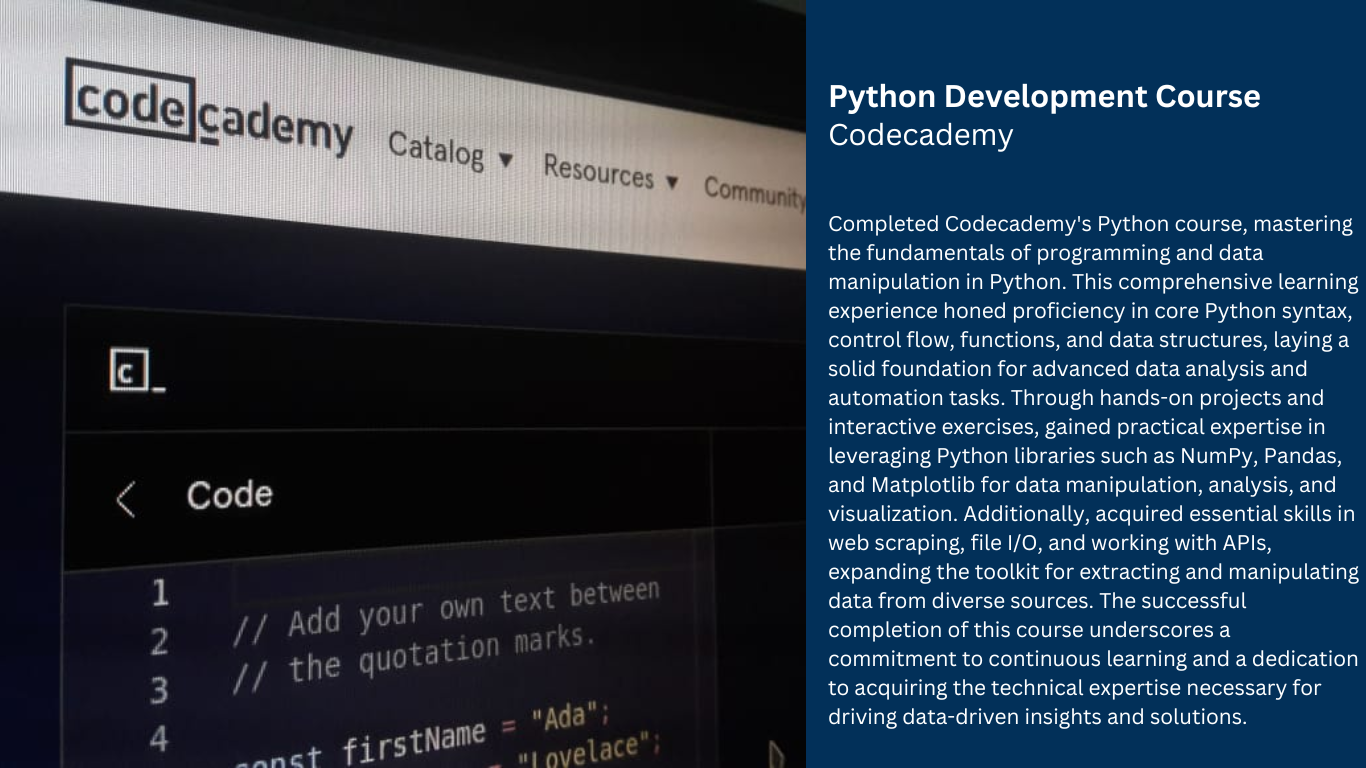 codecademy
Catalog ▼ Resources ▼ Community
c_
Code
1
2 // Add your own text between
3 // the quotation marks.
4
const firstName = "Ada";
= "Lovelace";
Python Development Course
Codecademy
Completed Codecademy's Python course, mastering
the fundamentals of programming and data
manipulation in Python. This comprehensive learning
experience honed proficiency in core Python syntax,
control flow, functions, and data structures, laying a
solid foundation for advanced data analysis and
automation tasks. Through hands-on projects and
interactive exercises, gained practical expertise in
leveraging Python libraries such as NumPy, Pandas,
and Matplotlib for data manipulation, analysis, and
visualization. Additionally, acquired essential skills in
web scraping, file I/O, and working with APIs,
expanding the toolkit for extracting and manipulating
data from diverse sources. The successful
completion of this course underscores a
commitment to continuous learning and a dedication
to acquiring the technical expertise necessary for
driving data-driven insights and solutions.